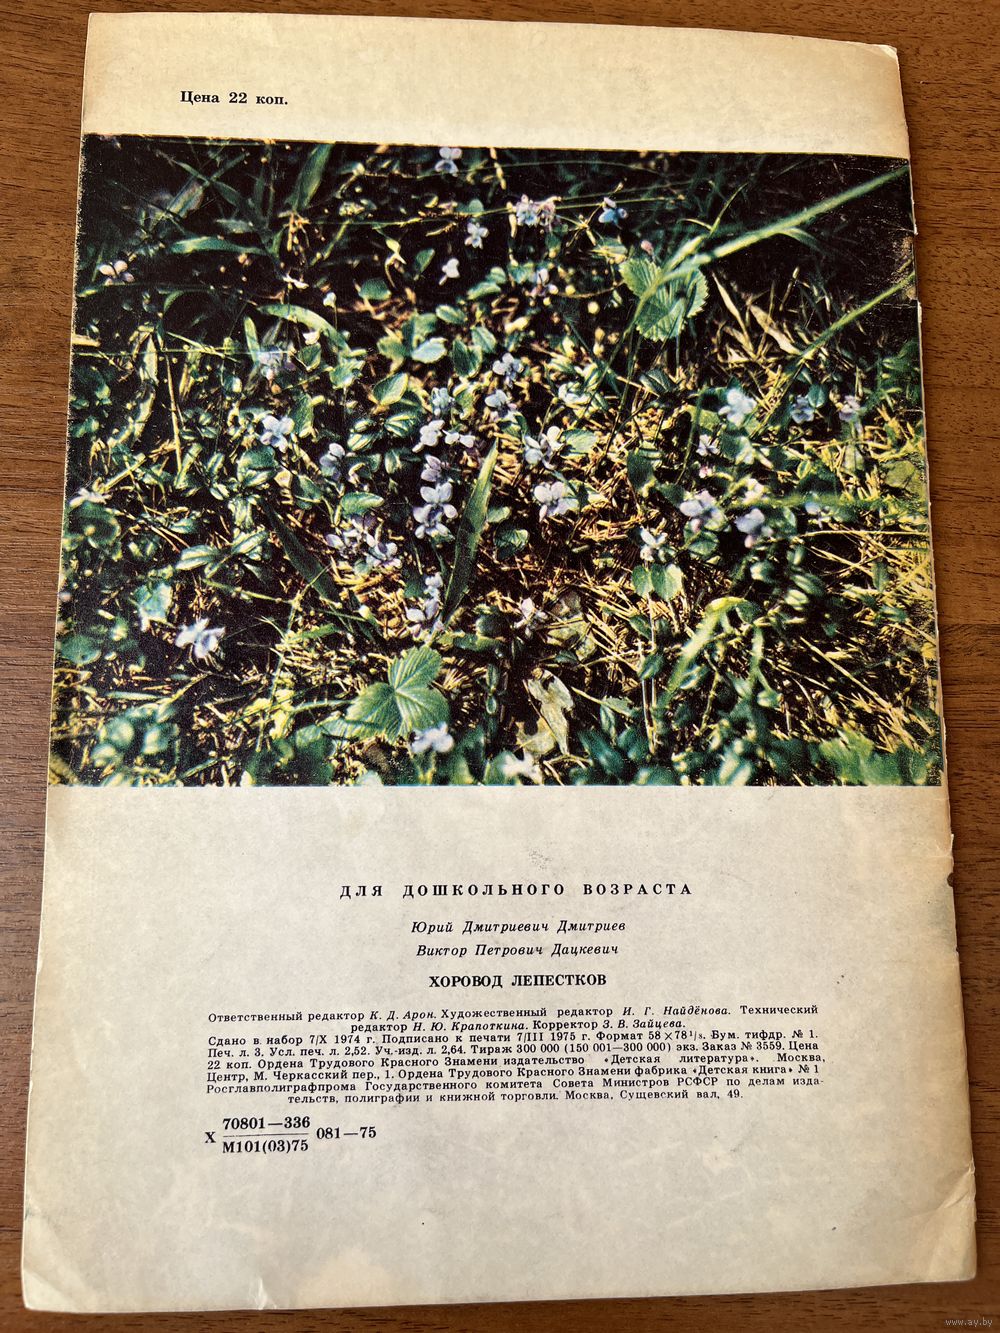 Цена 22 коп.
ДЛЯ ДОШКОЛЬНОГО ВОЗРАСТА
Юрий Дмитриевич Дмитриев
Виктор Петрович Дацкевич
ХОРОВОД ЛЕПЕСТКОВ
Ответственный редактор К. Д. Арон. Художественный редактор И. Г. Найдёнова. Технический
редактор Н. Ю. Крапоткина. Корректор З. В. Зайцева.
Сдано в набор 7/X 1974 г. Подписано к печати 7/III 1975 г. Формат 58×78¹/₈. Бум. тифдр. № 1.
Печ. л. 3. Усл. печ. л. 2,52. Уч.-изд. л. 2,64. Тираж 300 000 (150 001—300 000) экз. Заказ № 3559. Цена
22 коп. Ордена Трудового Красного Знамени издательство «Детская литература». Москва,
Центр, М. Черкасский пер., 1. Ордена Трудового Красного Знамени фабрика «Детская книга» № 1
Росглавполиграфпрома Государственного комитета Совета Министров РСФСР по делам изда-
тельств, полиграфии и книжной торговли. Москва, Сущевский вал, 49.
70801—336
Х 081—75
М101(03)75
www.ay.by